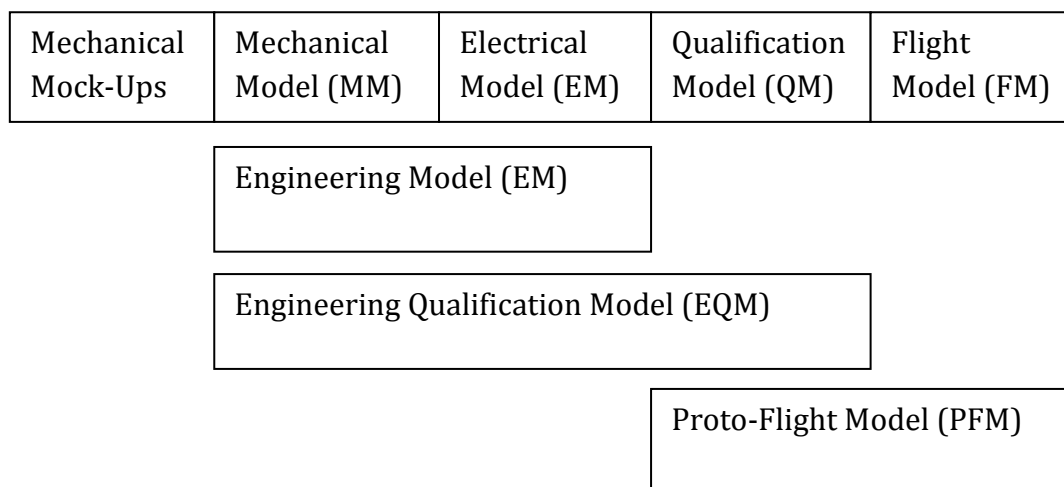 Mechanical
Mock-Ups
Mechanical
Model (MM)
Electrical
Model (EM)
Qualification
Model (QM)
Flight
Model (FM)
Engineering Model (EM)
Engineering Qualification Model (EQM)
Proto-Flight Model (PFM)